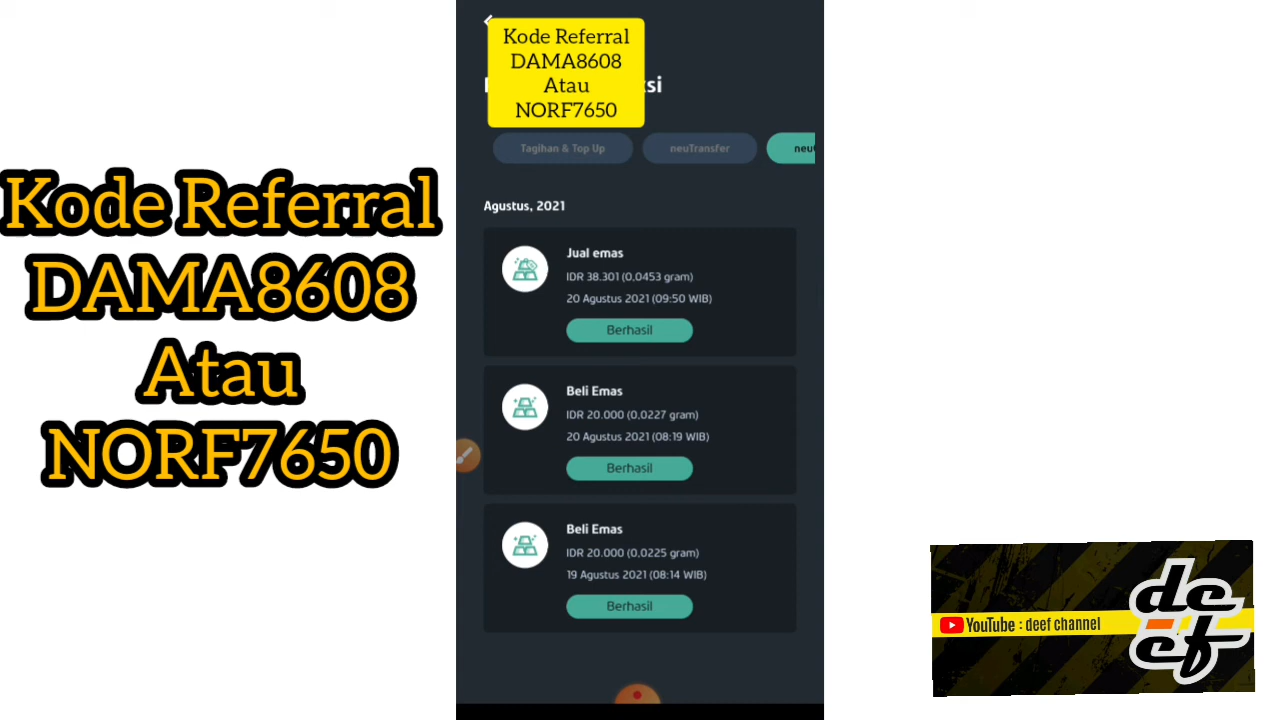 Kode Referral
DAMA8608
Atau
NORF7650
Kode Referral
DAMA8608
Atau
NORF7650
Tagihan & Top Up
neuTransfer
Agustus, 2021
Jual emas
IDR 38.301 (0,0453 gram)
20 Agustus 2021 (09:50 WIB)
Berhasil
Beli Emas
IDR 20.000 (0,0227 gram)
20 Agustus 2021 (08:19 WIB)
Berhasil
Beli Emas
IDR 20.000 (0,0225 gram)
19 Agustus 2021 (08:14 WIB)
Berhasil
YouTube : deef channel
de
ef